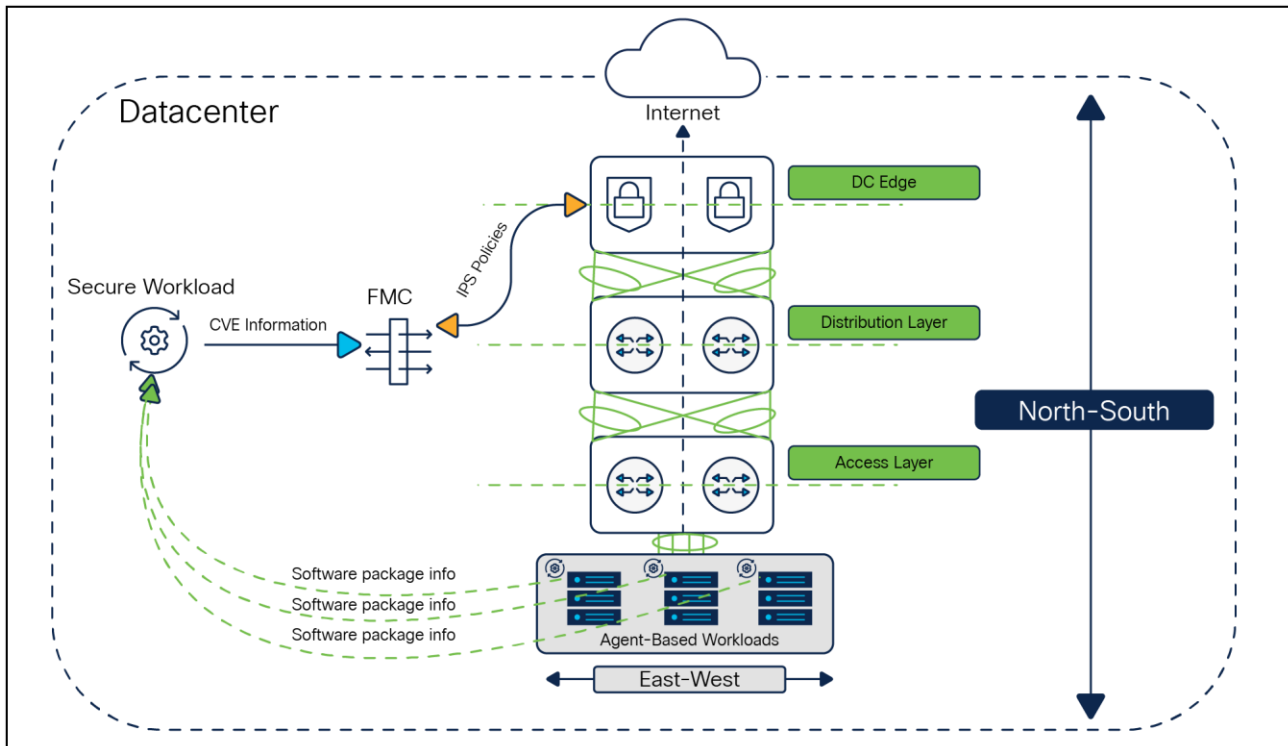 Internet
Datacenter
DC Edge
IPS Policies
Secure Workload
FMC
CVE Information
Distribution Layer
North-South
Access Layer
Software package info
Software package info
Software package info
Agent-Based Workloads
East-West